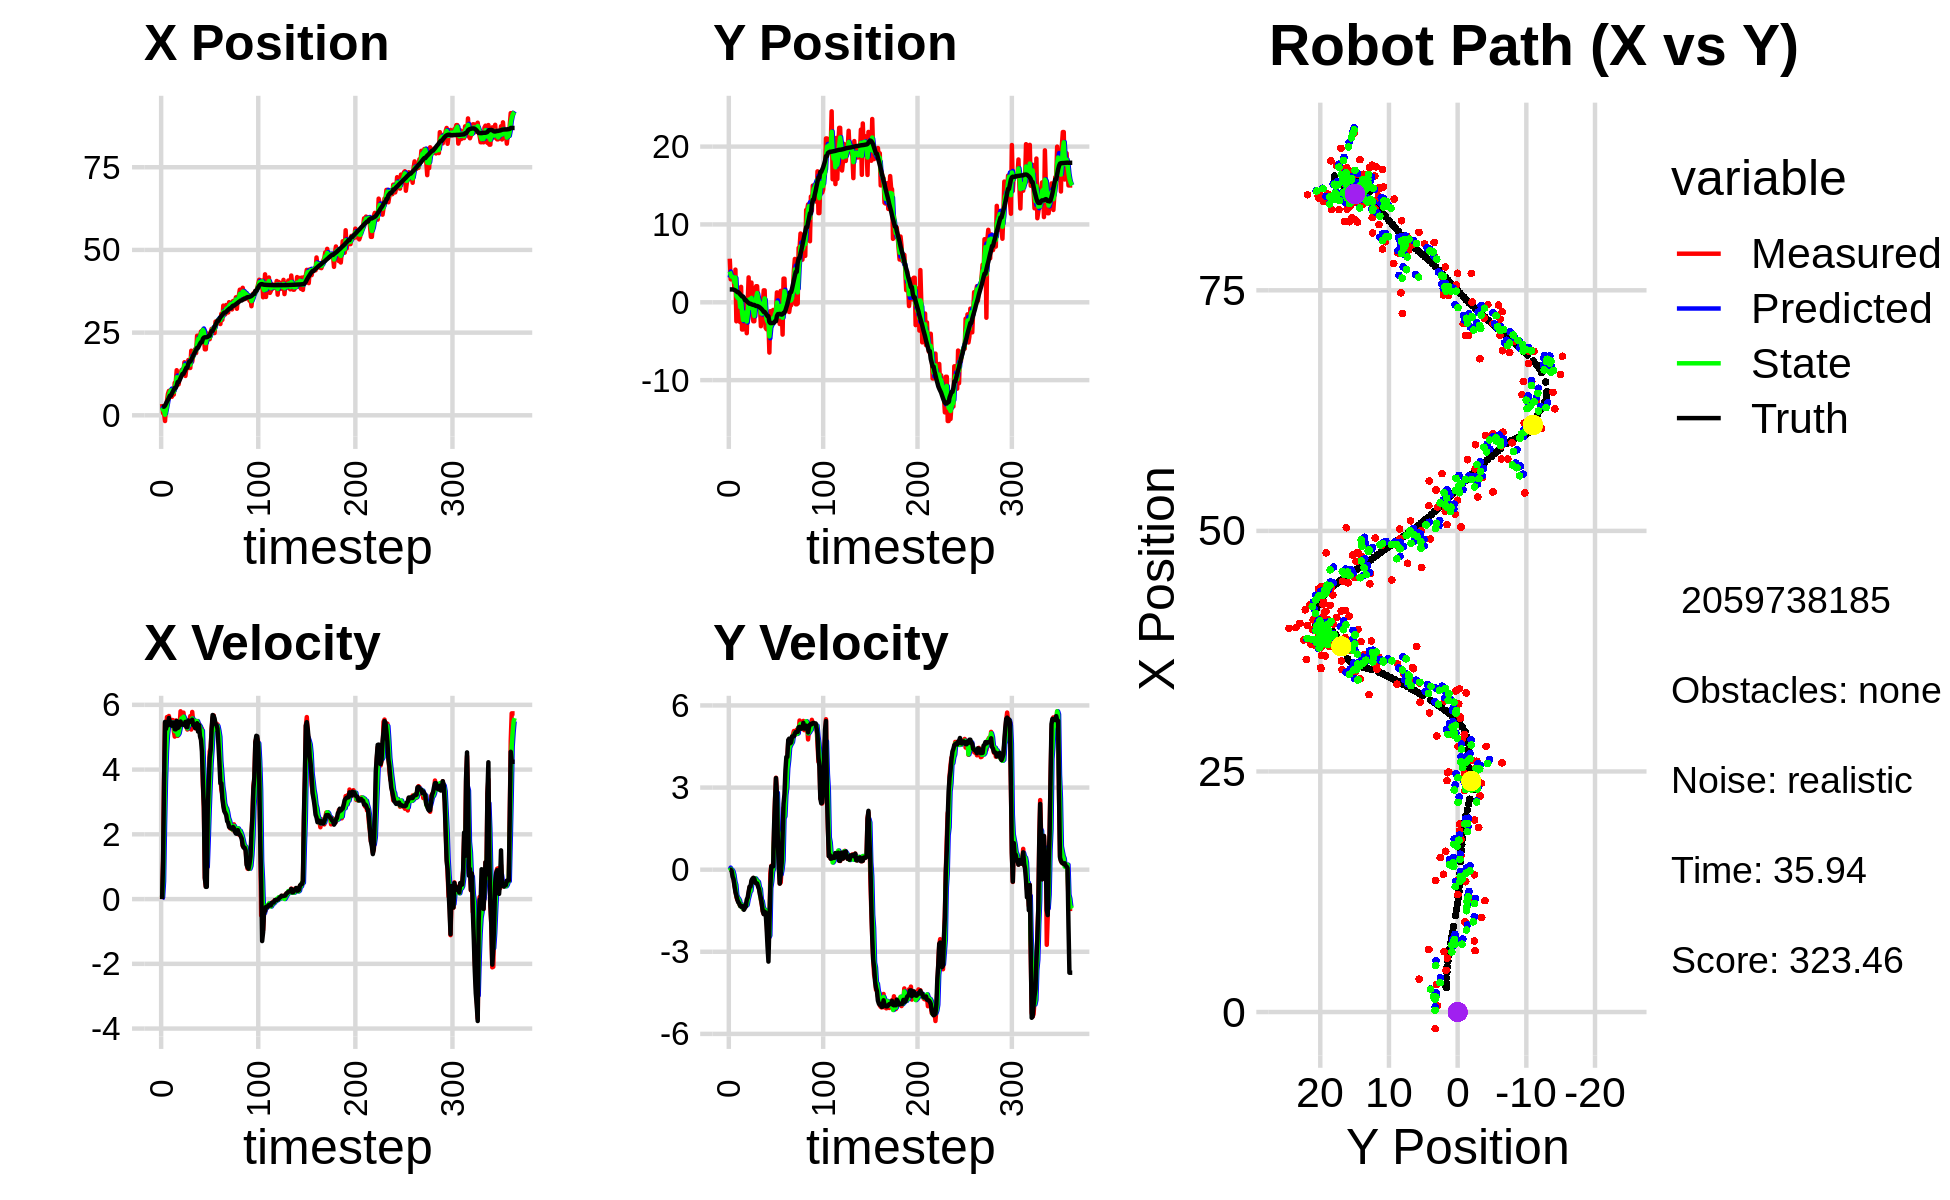 X Position
75
50
25
0
0
100
200
300
timestep
Y Position
20
10
0
-10
0
100
200
300
timestep
X Velocity
6
4
2
0
-2
-4
0
100
200
300
timestep
Y Velocity
6
3
0
-3
-6
0
100
200
300
timestep
Robot Path (X vs Y)
X Position
75
50
25
0
20 10 0 -10 -20
Y Position
variable
Measured
Predicted
State
Truth
2059738185
Obstacles: none
Noise: realistic
Time: 35.94
Score: 323.46